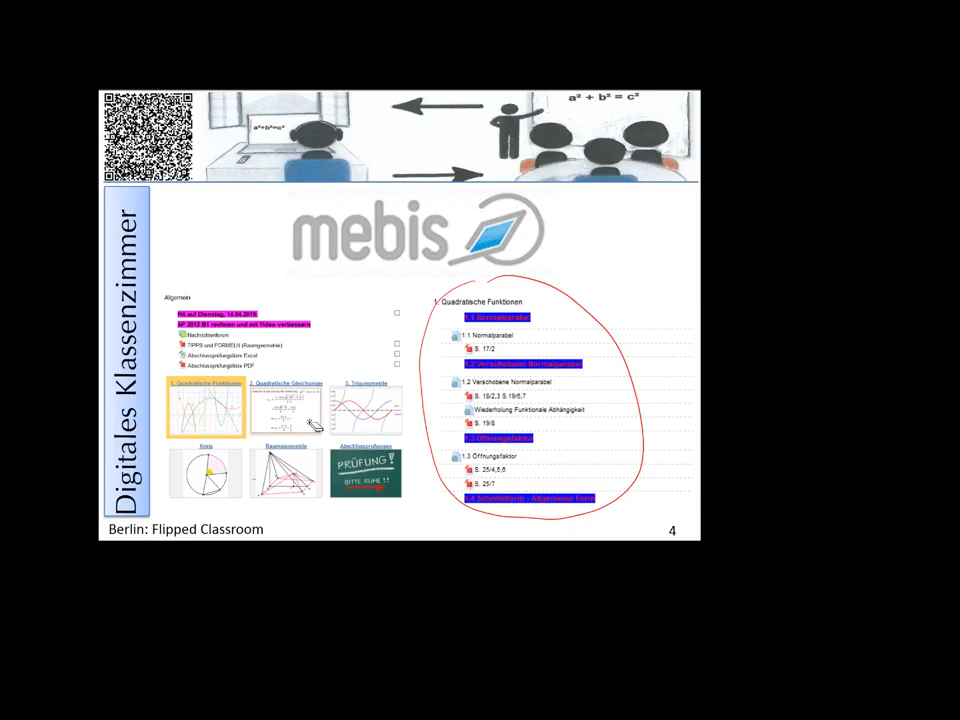 a²+b²=c²
a² + b² = c²
Digitales Klassenzimmer
mebis
Allgemein
HA auf Dienstag, 14.04.2015
AP 2012 B1 rechnen und mit Video verbessern
Nachrichtenforum
TIPPS und FORMELN (Raumgeometrie)
Abschlussprüfungsliste Excel
Abschlussprüfungsliste PDF
1. Quadratische Funktionen
2. Quadratische Gleichungen
3. Trigonometrie
Kreis
Raumgeometrie
Abschlussprüfungen
PRÜFUNG!
BITTE RUHE!!
1. Quadratische Funktionen
1.1 Normalparabel
1.1 Normalparabel
S. 17/2
1.2 Verschobene Normalparabel
1.2 Verschobene Normalparabel
S. 18/2,3 S.19/6,7
Wiederholung Funktionale Abhängigkeit
S. 19/8
1.3 Öffnungsfaktor
1.3 Öffnungsfaktor
S. 25/4,5,6
S. 25/7
1.4 Scheitelform - Allgemeine Form
Berlin: Flipped Classroom
4